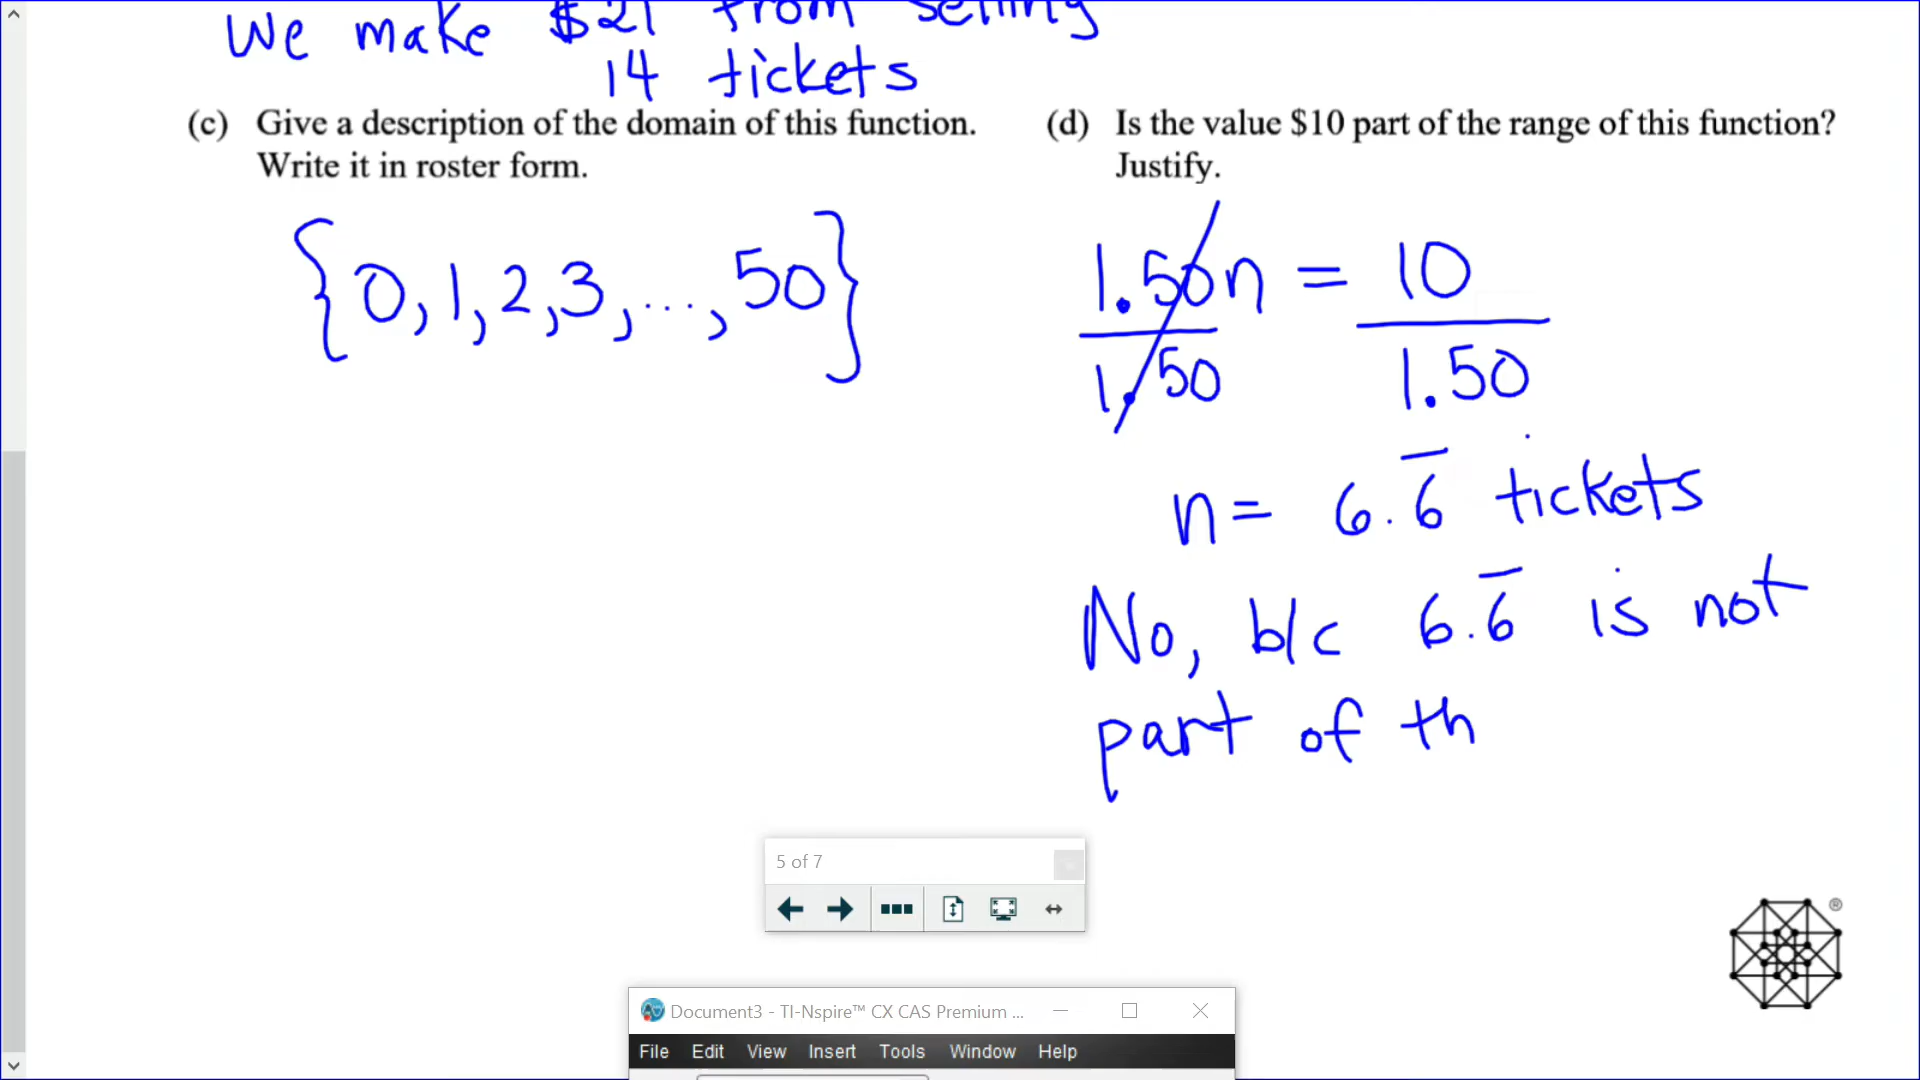 We make $21 from selling
14 tickets
(c) Give a description of the domain of this function.
Write it in roster form.
{0, 1, 2, 3, ..., 50}
(d) Is the value $10 part of the range of this function?
Justify.
1.50n = 10
1.50 1.50
n = 6.6̅ tickets
No, b/c 6.6̅ is not
part of th
5 of 7
®
Document3 - TI-Nspire™ CX CAS Premium ...
File Edit View Insert Tools Window Help